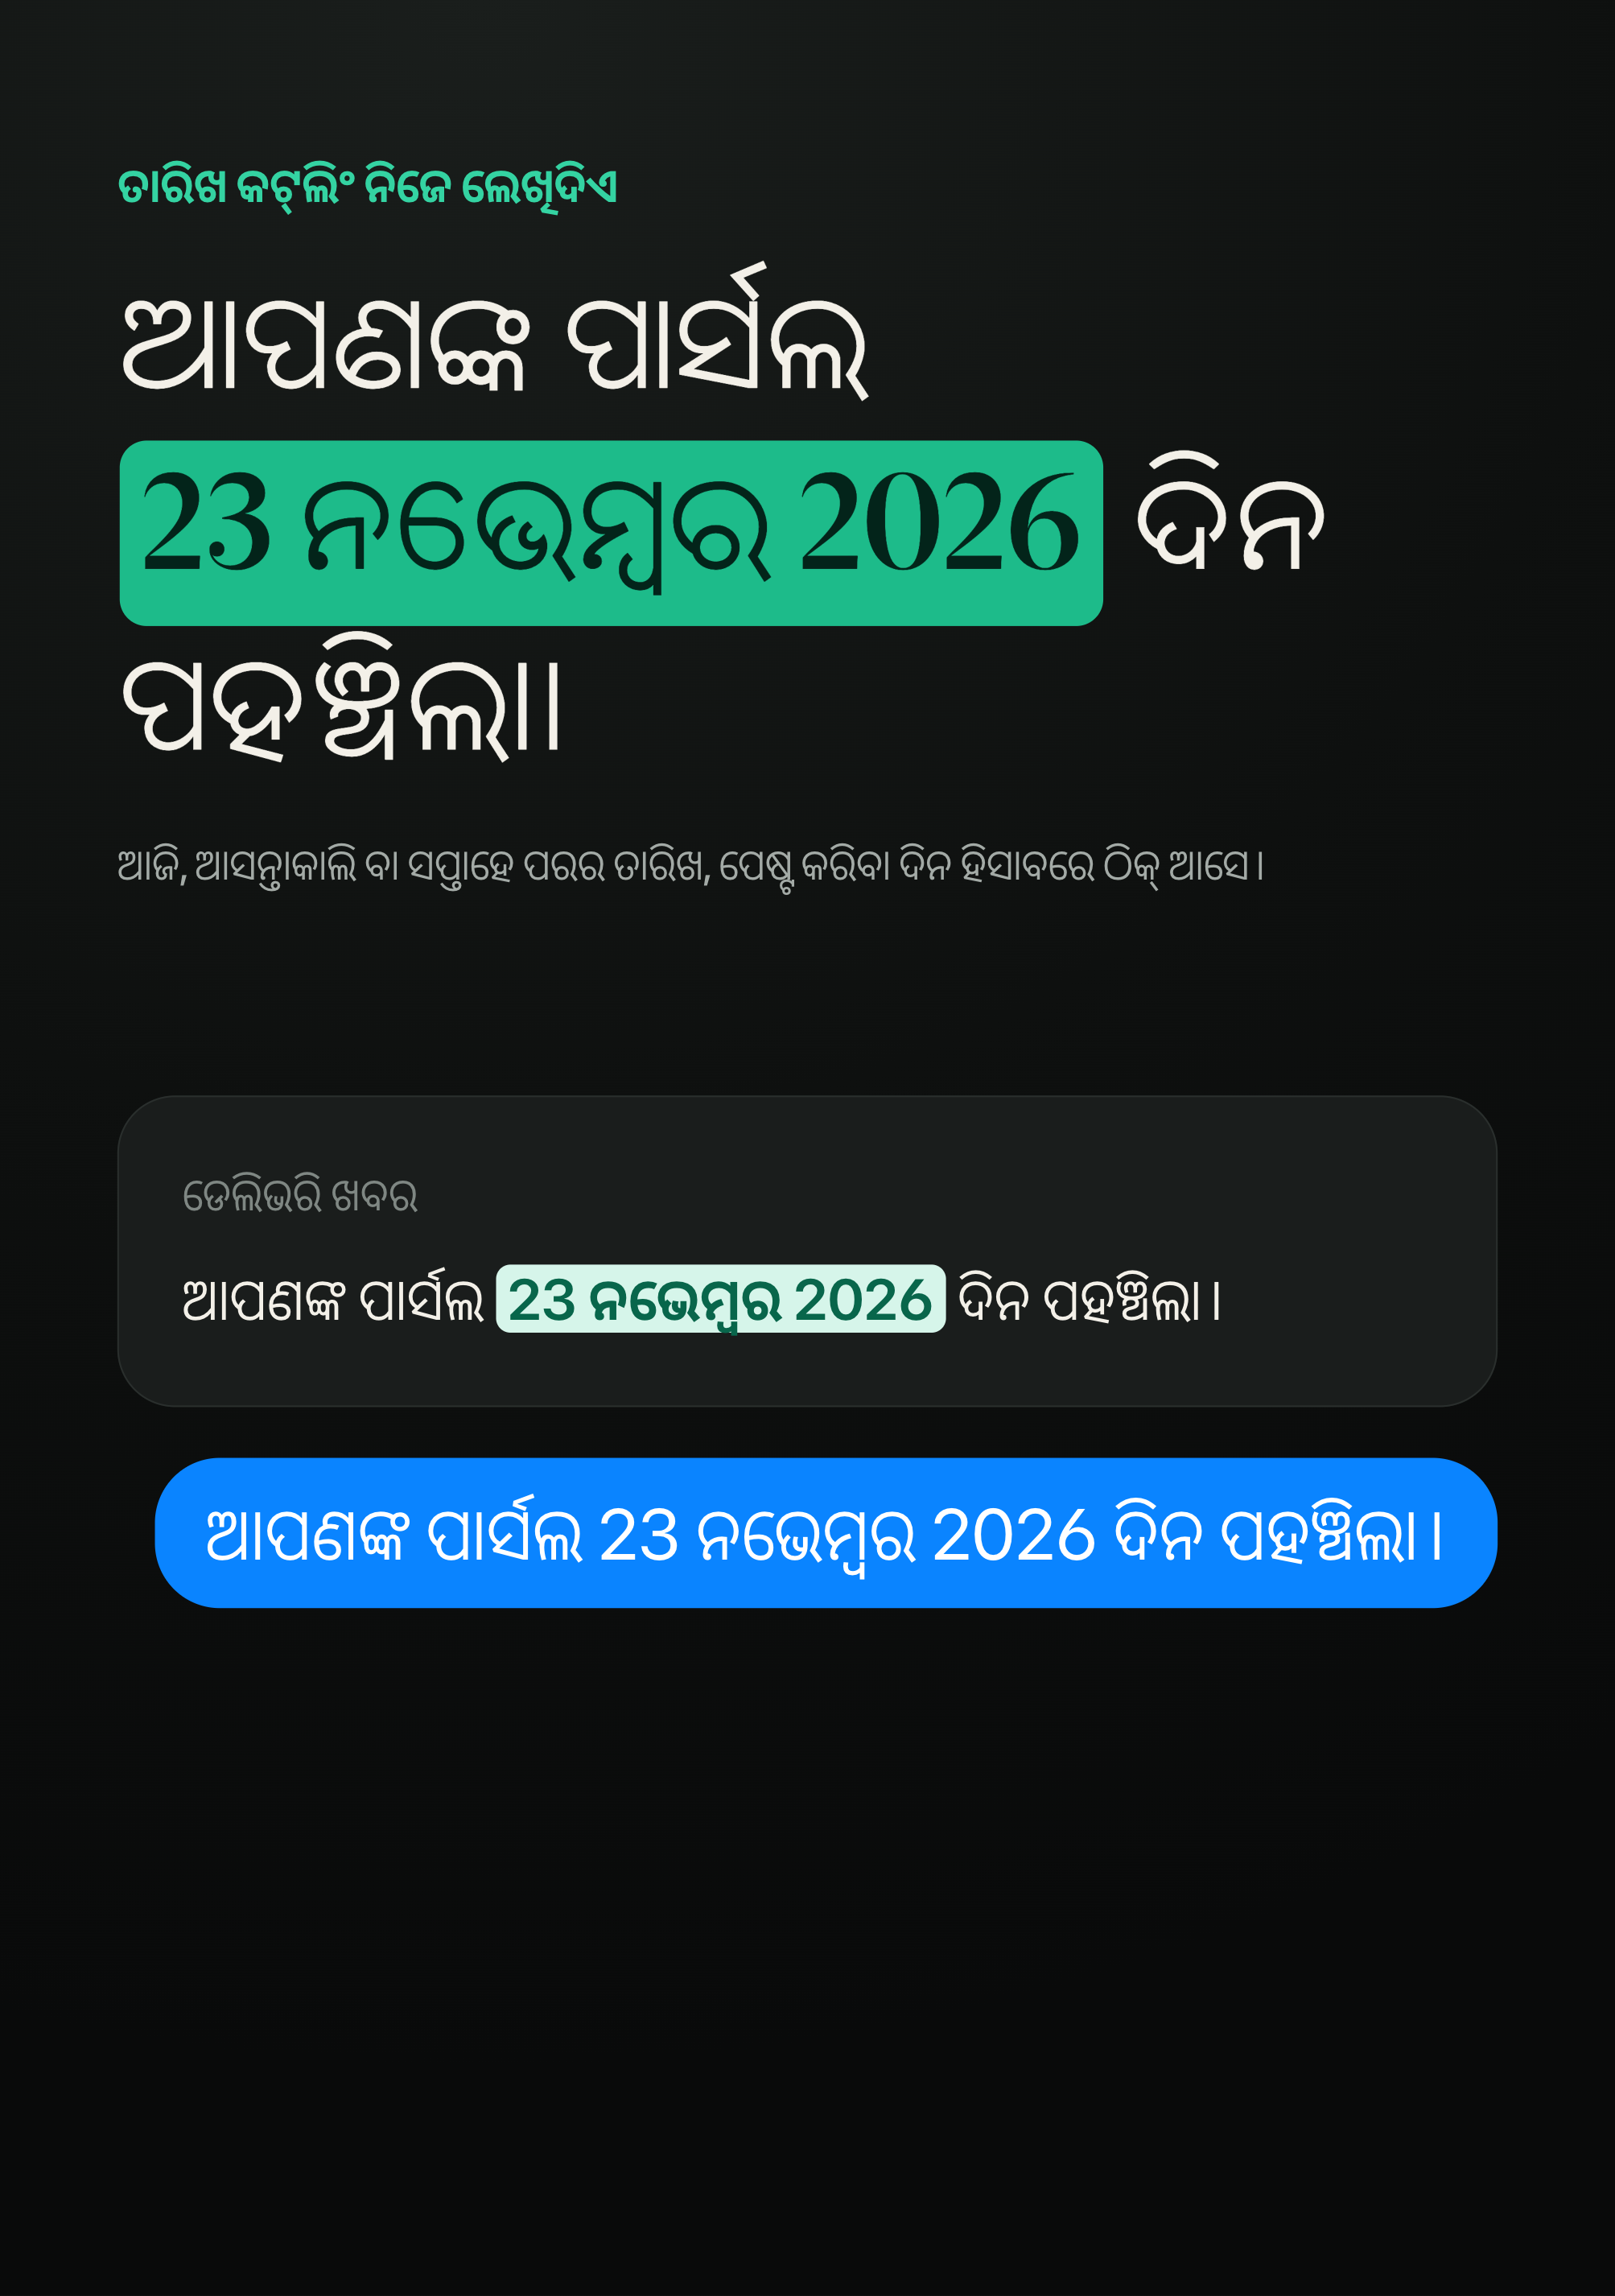 ତାରିଖ କଟ୍‌ଲିଂ ନିଜେ ଲେଖିଦିଏ
ଆପଣଙ୍କ ପାର୍ସଲ
23 ନଭେମ୍ବର 2026 ଦିନ
ପହଞ୍ଚିଲା।
ଆଜି, ଆସନ୍ତାକାଲି ବା ସପ୍ତାହେ ପରର ତାରିଖ, ପେଷ୍ଟ କରିବା ଦିନ ହିସାବରେ ଠିକ୍ ଆସେ।
ଡେଲିଭରି ଖବର
ଆପଣଙ୍କ ପାର୍ସଲ 23 ନଭେମ୍ବର 2026 ଦିନ ପହଞ୍ଚିଲା।
ଆପଣଙ୍କ ପାର୍ସଲ 23 ନଭେମ୍ବର 2026 ଦିନ ପହଞ୍ଚିଲା।